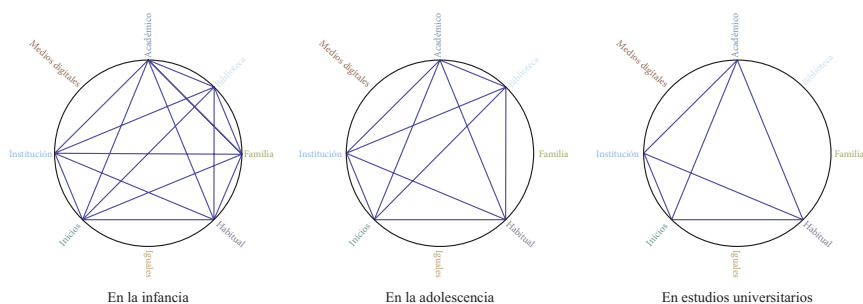 Académico
Biblioteca
Medios digitales
Institución
Familia
Inicios
Habitual
Iguales
En la infancia
Académico
Biblioteca
Medios digitales
Institución
Familia
Inicios
Habitual
Iguales
En la adolescencia
Académico
Biblioteca
Medios digitales
Institución
Familia
Inicios
Habitual
Iguales
En estudios universitarios